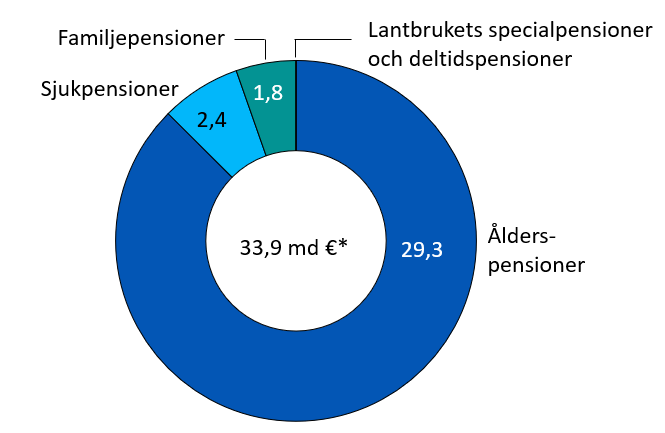 Familjepensioner
Lantbrukets specialpensioner
och deltidspensioner
Sjukpensioner
1,8
2,4
33,9 md €*
29,3
Ålders-
pensioner